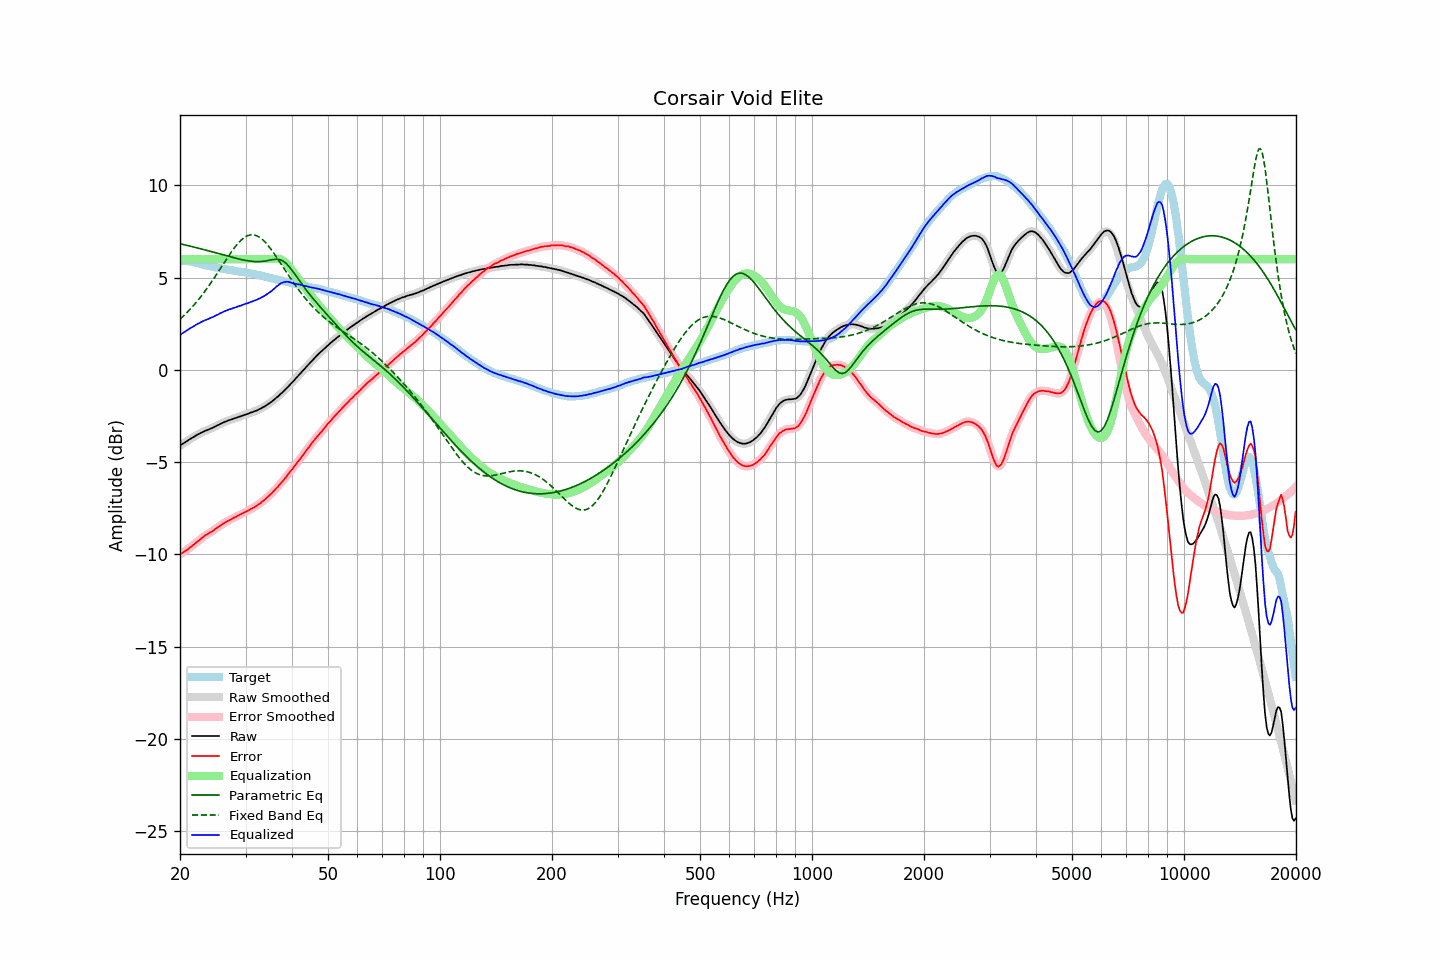 Corsair Void Elite
Amplitude (dBr)
10
5
0
−5
−10
−15
−20
−25
Target
Raw Smoothed
Error Smoothed
Raw
Error
Equalization
Parametric Eq
Fixed Band Eq
Equalized
20 50 100 200 500 1000 2000 5000 10000 20000
Frequency (Hz)